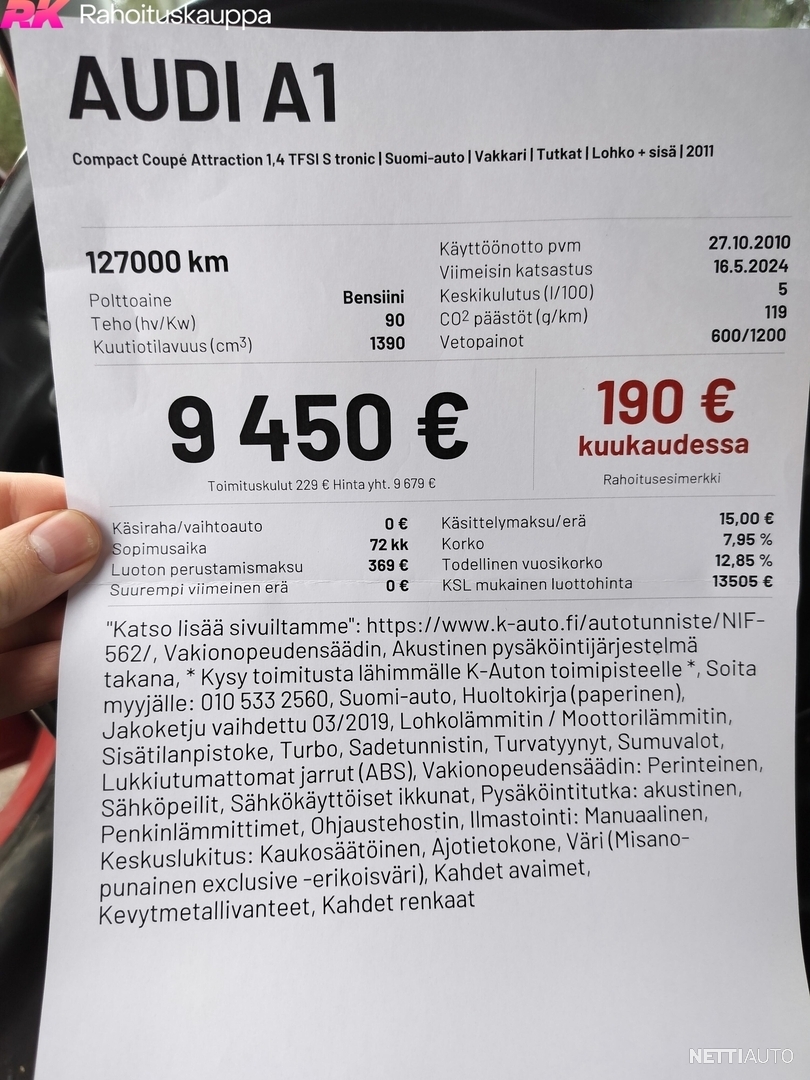 RK Rahoituskauppa
AUDI A1
Compact Coupé Attraction 1,4 TFSI S tronic | Suomi-auto | Vakkari | Tutkat | Lohko + sisä | 2011
127000 km
Polttoaine Bensiini
Teho (hv/Kw) 90
Kuutiotilavuus (cm³) 1390
Käyttöönotto pvm 27.10.2010
Viimeisin katsastus 16.5.2024
Keskikulutus (l/100) 5
CO² päästöt (g/km) 119
Vetopainot 600/1200
9 450 €
Toimituskulut 229 € Hinta yht. 9 679 €
190 €
kuukaudessa
Rahoitusesimerkki
Käsiraha/vaihtoauto 0 €
Sopimusaika 72 kk
Luoton perustamismaksu 369 €
Suurempi viimeinen erä 0 €
Käsittelymaksu/erä 15,00 €
Korko 7,95 %
Todellinen vuosikorko 12,85 %
KSL mukainen luottohinta 13505 €
"Katso lisää sivuiltamme": https://www.k-auto.fi/autotunniste/NIF-
562/, Vakionopeudensäädin, Akustinen pysäköintijärjestelmä
takana, * Kysy toimitusta lähimmälle K-Auton toimipisteelle *, Soita
myyjälle: 010 533 2560, Suomi-auto, Huoltokirja (paperinen),
Jakoketju vaihdettu 03/2019, Lohkolämmitin / Moottorilämmitin,
Sisätilanpistoke, Turbo, Sadetunnistin, Turvatyynyt, Sumuvalot,
Lukkiutumattomat jarrut (ABS), Vakionopeudensäädin: Perinteinen,
Sähköpeilit, Sähkökäyttöiset ikkunat, Pysäköintitutka: akustinen,
Penkinlämmittimet, Ohjaustehostin, Ilmastointi: Manuaalinen,
Keskuslukitus: Kaukosäätöinen, Ajotietokone, Väri (Misano-
punainen exclusive -erikoisväri), Kahdet avaimet,
Kevytmetallivanteet, Kahdet renkaat
NETTIAUTO